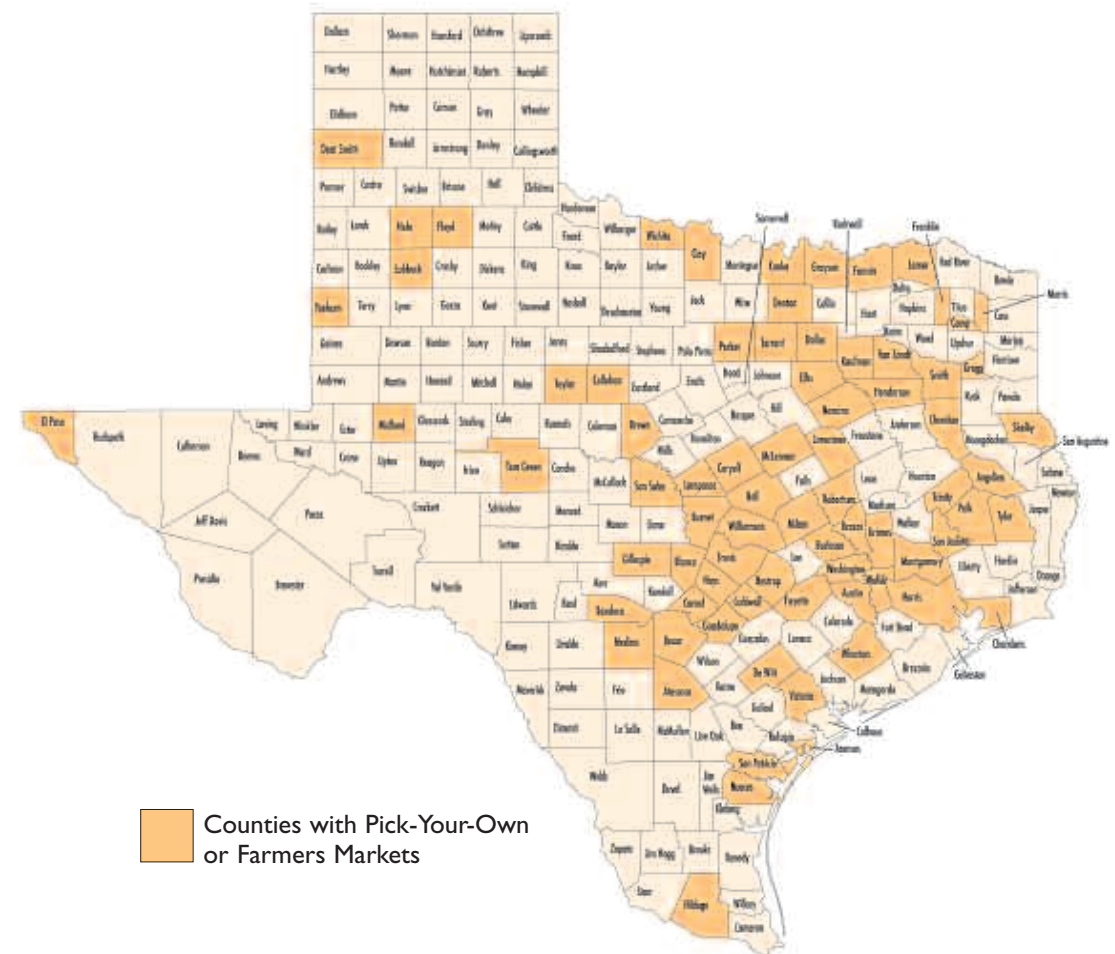 Dallam Sherman Hansford Ochiltree Lipscomb
Hartley Moore Hutchinson Roberts Hemphill
Oldham Potter Carson Gray Wheeler
Deaf Smith Randall Armstrong Donley Collingsworth
Parmer Castro Swisher Briscoe Hall Childress
Hardeman
Bailey Lamb Hale Floyd Motley Cottle Foard Wilbarger Wichita
Clay Montague Cooke Grayson Fannin Lamar Red River Bowie
Somervell Rockwall Franklin
Cochran Hockley Lubbock Crosby Dickens King Knox Baylor Archer
Yoakum Terry Lynn Garza Kent Stonewall Haskell Throckmorton Young Jack Wise Denton Collin Hunt Delta Hopkins Titus Camp Morris Cass
Gaines Dawson Borden Scurry Fisher Jones Shackelford Stephens Palo Pinto Parker Tarrant Dallas Kaufman Van Zandt Rains Wood Upshur Marion
Andrews Martin Howard Mitchell Nolan Taylor Callahan Eastland Erath Hood Johnson Ellis Henderson Smith Gregg Harrison
Rusk Panola
El Paso Hudspeth Culberson Loving Winkler Ector Midland Glasscock Sterling Coke Runnels Coleman Brown Comanche Bosque Hill Navarro Anderson Cherokee Shelby
Reeves Ward Crane Upton Reagan Irion Tom Green Concho McCulloch Mills Hamilton Coryell McLennan Limestone Freestone Nacogdoches San Augustine
San Saba Lampasas Bell Falls Leon Houston Angelina Sabine
Jeff Davis Pecos Crockett Schleicher Menard Mason Llano Burnet Williamson Milam Robertson Madison Walker Trinity Polk Tyler Jasper Newton
Sutton Kimble Gillespie Blanco Travis Lee Burleson Brazos Grimes San Jacinto
Presidio Brewster Terrell Val Verde Edwards Real Kerr Kendall Hays Bastrop Washington Waller Montgomery Liberty Hardin Orange
Bandera Comal Caldwell Fayette Austin Harris Jefferson
Kinney Uvalde Medina Bexar Guadalupe Gonzales Lavaca Colorado Fort Bend Chambers
Wilson Wharton Brazoria Galveston
Maverick Zavala Frio Atascosa Karnes De Witt Victoria Jackson Matagorda
Goliad
Dimmit La Salle McMullen Live Oak Bee Refugio Calhoun
Aransas
San Patricio
Webb Duval Jim Wells Nueces
Kleberg
Counties with Pick-Your-Own
or Farmers Markets
Zapata Jim Hogg Brooks Kenedy
Starr Hidalgo Willacy
Cameron